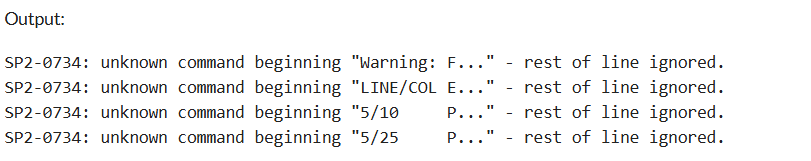 Output:
SP2-0734: unknown command beginning "Warning: F..." - rest of line ignored.
SP2-0734: unknown command beginning "LINE/COL E..." - rest of line ignored.
SP2-0734: unknown command beginning "5/10     P..." - rest of line ignored.
SP2-0734: unknown command beginning "5/25     P..." - rest of line ignored.